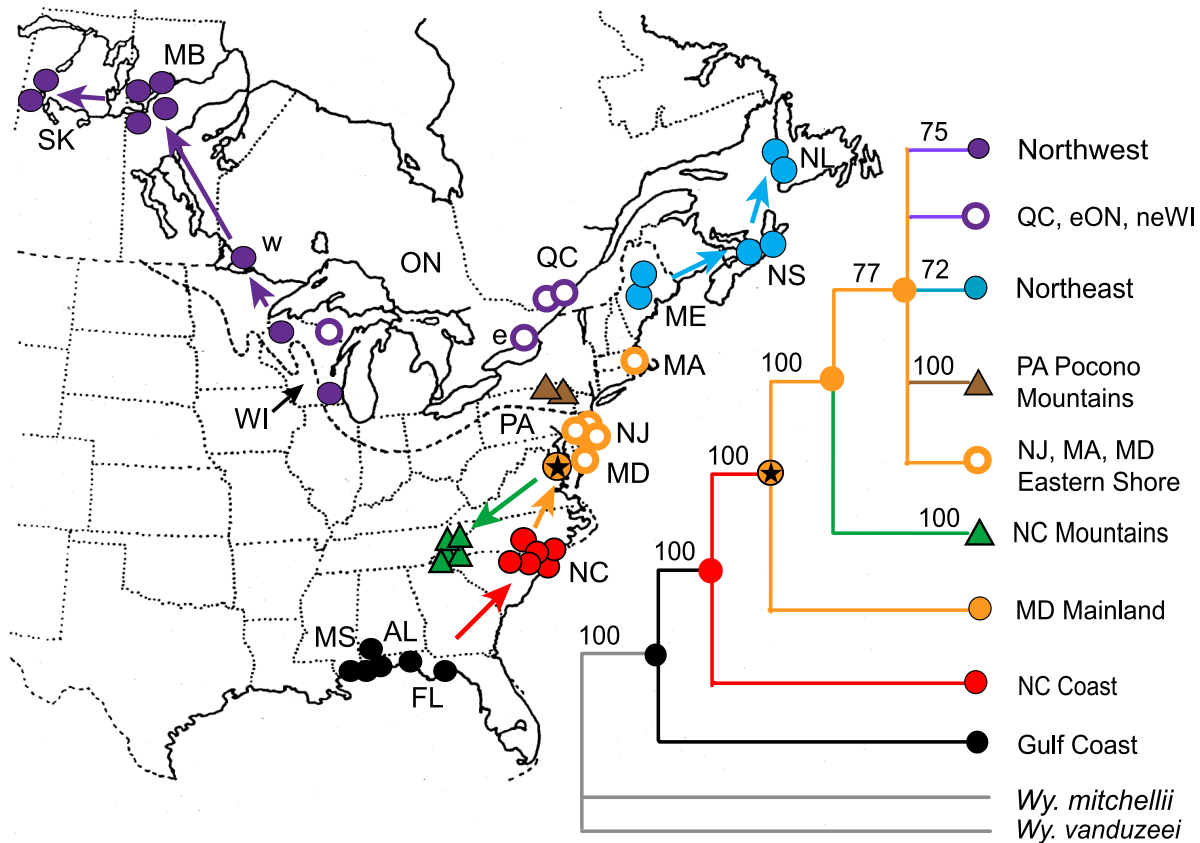 MB
SK
w
ON
QC
e
NL
NS
ME
MA
WI
PA
NJ
MD
NC
MS
AL
FL
75
Northwest
QC, eON, neWI
77
72
Northeast
100
100
PA Pocono
Mountains
100
NJ, MA, MD
Eastern Shore
100
NC Mountains
100
MD Mainland
100
NC Coast
Gulf Coast
Wy. mitchellii
Wy. vanduzeei